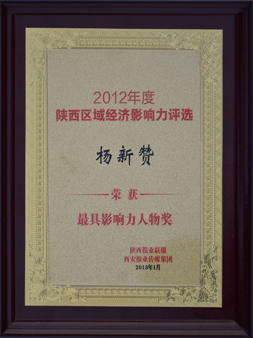 2012年度
陕西区域经济影响力评选
杨新赞
荣获
最具影响力人物奖
陕西报业联盟
西安报业传媒集团
2013年1月